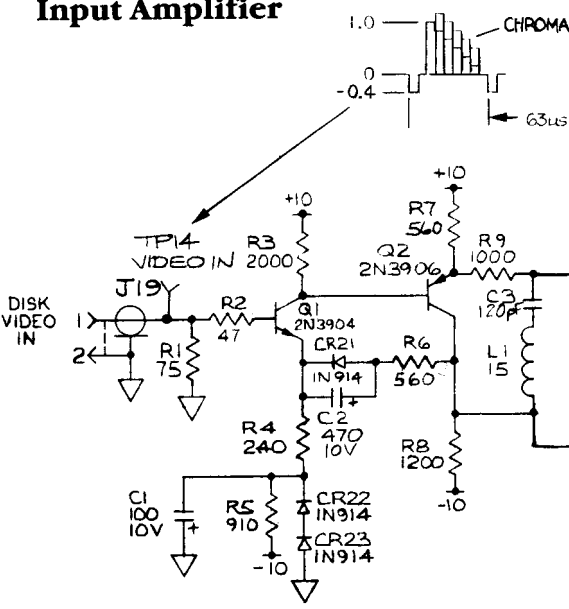 Input Amplifier
1.0
CHROMA
0
-0.4
63us
+10
+10
R7
560
TP14
VIDEO IN
R3
2000
Q2
2N3906
R9
1000
J19
DISK
VIDEO
IN
1
2
R2
47
Q1
2N3904
C3
120pf
R1
75
CR21
1N914
R6
560
L1
15
C2
470
10V
+
R4
240
R8
1200
-10
C1
100
10V
+
R5
910
-10
CR22
1N914
CR23
1N914